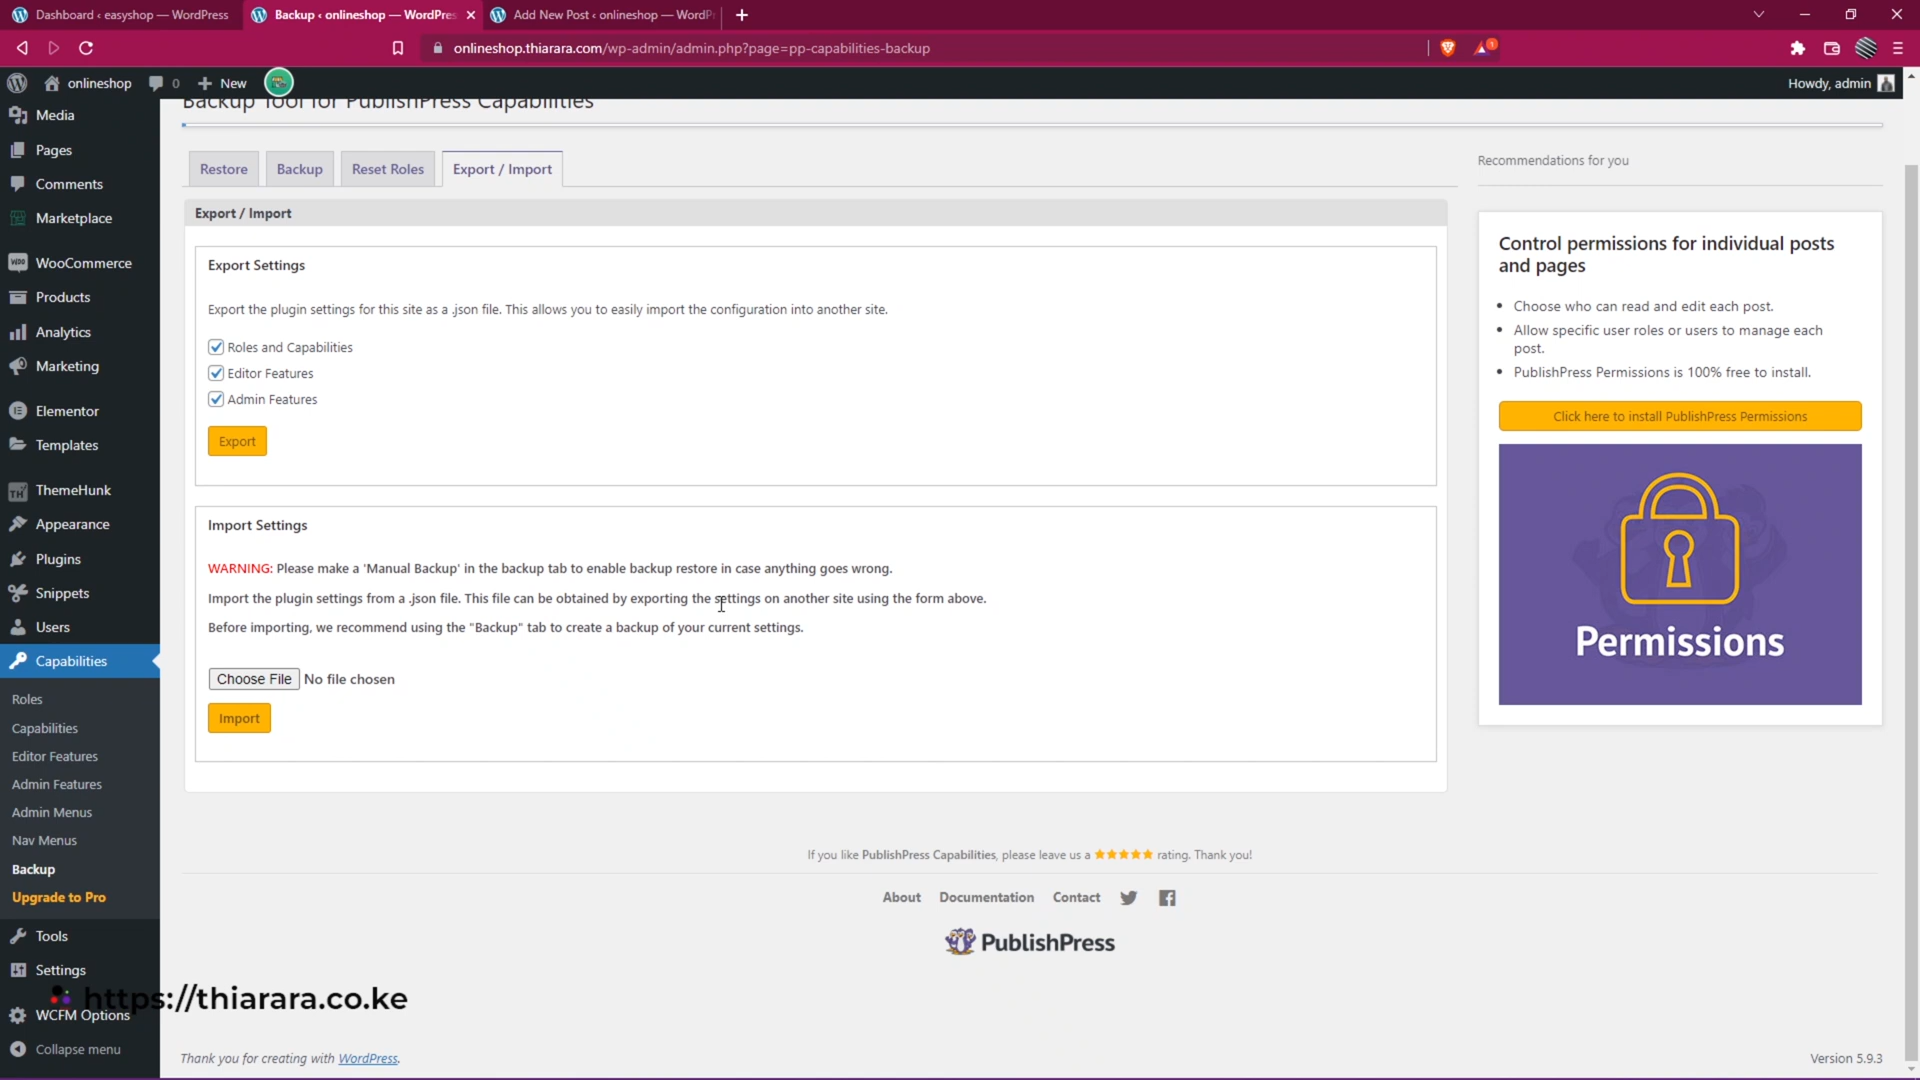 Dashboard ‹ easyshop — WordPress
Backup ‹ onlineshop — WordPres
Add New Post ‹ onlineshop — WordP
onlineshop.thiarara.com/wp-admin/admin.php?page=pp-capabilities-backup
1
onlineshop
0
New
Howdy, admin
Media
Pages
Comments
Marketplace
WooCommerce
Products
Analytics
Marketing
Elementor
Templates
ThemeHunk
Appearance
Plugins
Snippets
Users
Capabilities
Roles
Capabilities
Editor Features
Admin Features
Admin Menus
Nav Menus
Backup
Upgrade to Pro
Tools
Settings
WCFM Options
Collapse menu
https://thiarara.co.ke
Backup Tool for PublishPress Capabilities
Restore
Backup
Reset Roles
Export / Import
Export / Import
Export Settings
Export the plugin settings for this site as a .json file. This allows you to easily import the configuration into another site.
Roles and Capabilities
Editor Features
Admin Features
Export
Import Settings
WARNING: Please make a 'Manual Backup' in the backup tab to enable backup restore in case anything goes wrong.
Import the plugin settings from a .json file. This file can be obtained by exporting the settings on another site using the form above.
Before importing, we recommend using the "Backup" tab to create a backup of your current settings.
Choose File No file chosen
Import
Recommendations for you
Control permissions for individual posts
and pages
Choose who can read and edit each post.
Allow specific user roles or users to manage each
post.
PublishPress Permissions is 100% free to install.
Click here to install PublishPress Permissions
Permissions
If you like PublishPress Capabilities, please leave us a ★★★★★ rating. Thank you!
About
Documentation
Contact
PublishPress
Thank you for creating with WordPress.
Version 5.9.3